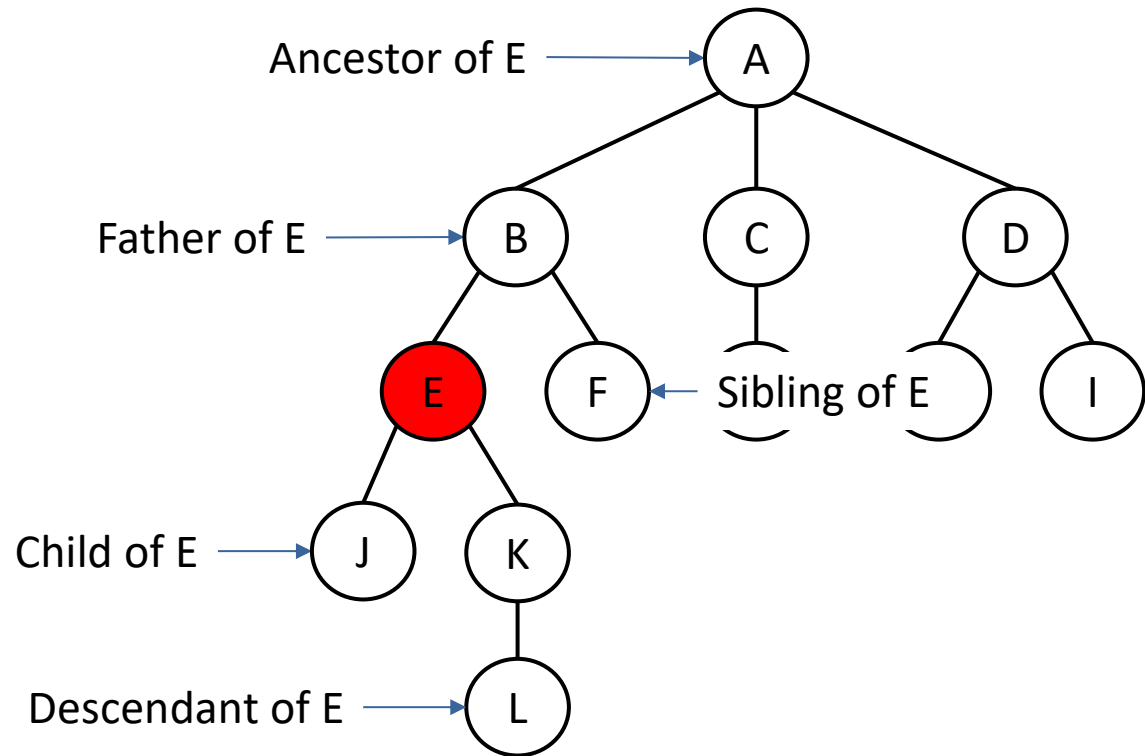 Ancestor of E
A
Father of E
B
C
D
E
F
Sibling of E
I
Child of E
J
K
Descendant of E
L